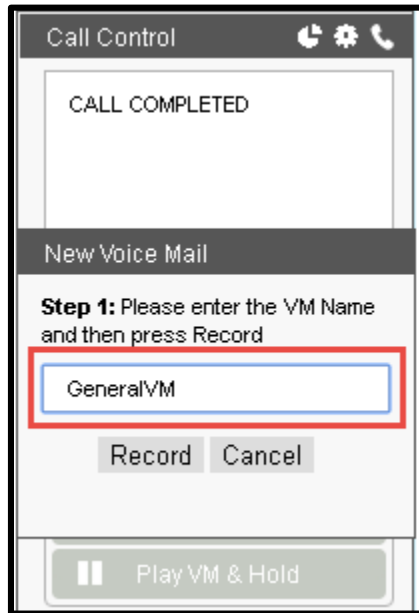 Call Control
CALL COMPLETED
New Voice Mail
Step 1: Please enter the VM Name
and then press Record
GeneralVM
Record Cancel
Play VM & Hold